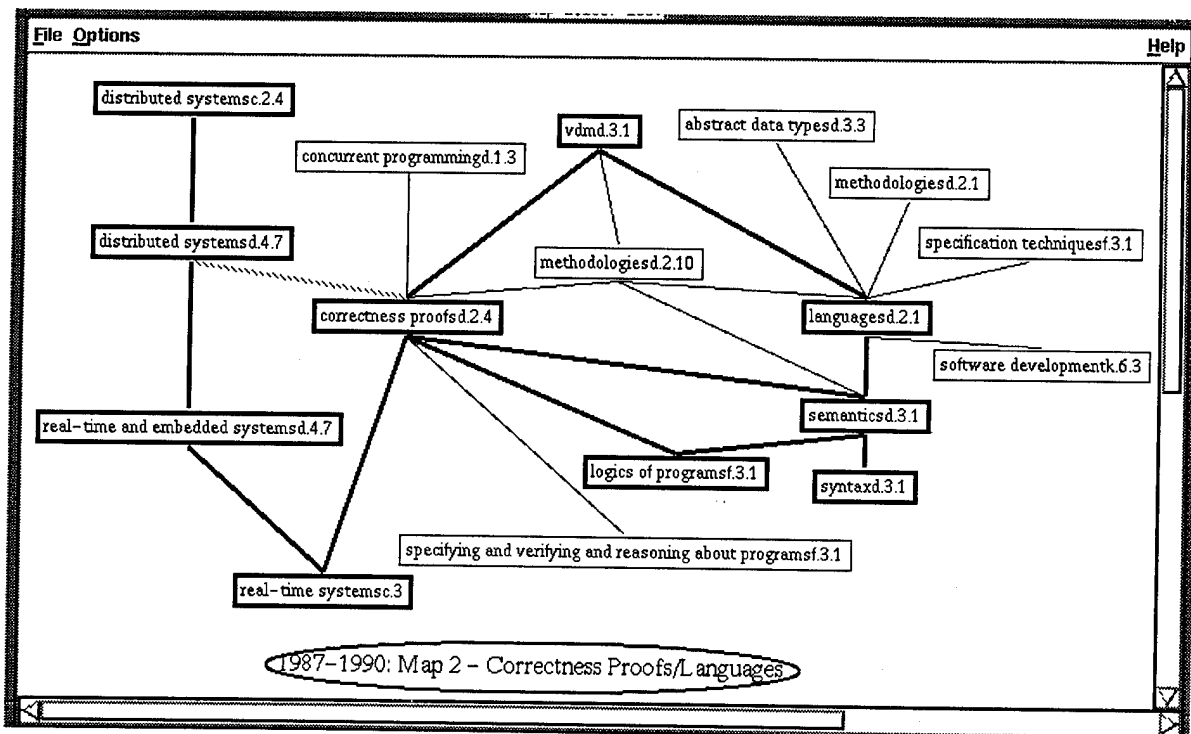 File Options
Help
distributed systemsc.2.4
vdmd.3.1
abstract data typesd.3.3
concurrent programmingd.1.3
methodologiesd.2.1
distributed systemsd.4.7
specification techniquesf.3.1
methodologiesd.2.10
correctness proofsd.2.4
languagesd.2.1
software developmentk.6.3
real-time and embedded systemsd.4.7
semanticsd.3.1
logics of programsf.3.1
syntaxd.3.1
specifying and verifying and reasoning about programsf.3.1
real-time systemsc.3
1987-1990: Map 2 - Correctness Proofs/Languages